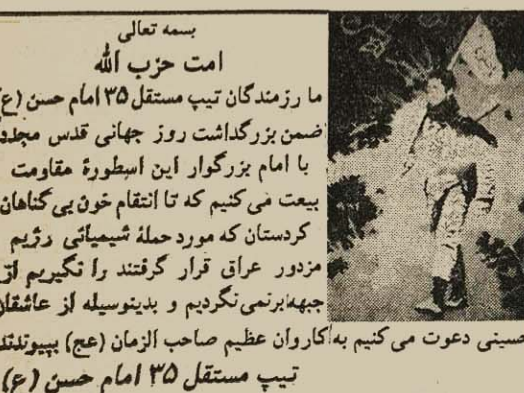 بسمه تعالی
امت حزب الله
ما رزمندگان تیپ مستقل ۳۵ امام حسن (ع)
ضمن بزرگداشت روز جهانی قدس مجدد
با امام بزرگوار این اسطورهٔ مقاومت
بیعت می کنیم که تا انتقام خون بی گناهان
کردستان که مورد حملهٔ شیمیائی رژیم
مزدور عراق قرار گرفتند را نگیریم از
جبهه برنمی نگردیم و بدینوسیله از عاشقان
حسینی دعوت می کنیم به کاروان عظیم صاحب الزمان (عج) بپیوندند
تیپ مستقل ۳۵ امام حسن (ع)